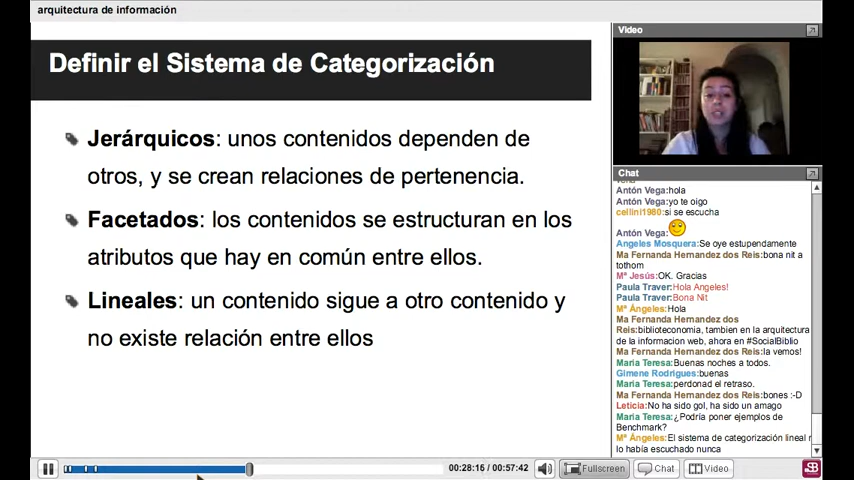 arquitectura de información
Definir el Sistema de Categorización
Jerárquicos: unos contenidos dependen de
otros, y se crean relaciones de pertenencia.
Facetados: los contenidos se estructuran en los
atributos que hay en común entre ellos.
Lineales: un contenido sigue a otro contenido y
no existe relación entre ellos
Video
Chat
Antón Vega:hola
Antón Vega:yo te oigo
cellini1980:si se escucha
Antón Vega:
Angeles Mosquera:Se oye estupendamente
Ma Fernanda Hernandez dos Reis:bona nit a
tothom
Mª Jesús:OK. Gracias
Paula Traver:Hola Angeles!
Paula Traver:Bona Nit
Mª Ángeles:Hola
Ma Fernanda Hernandez dos
Reis:biblioteconomia, tambien en la arquitectura
de la informacion web, ahora en #SocialBiblio
Ma Fernanda Hernandez dos Reis:la vemos!
Maria Teresa:Buenas noches a todos.
Gimene Rodrigues:buenas
Maria Teresa:perdonad el retraso.
Ma Fernanda Hernandez dos Reis:bones :-D
Leticia:No ha sido gol, ha sido un amago
Maria Teresa:¿Podría poner ejemplos de
Benchmark?
Mª Ángeles:El sistema de categorización lineal
lo había escuchado nunca
00:28:16 / 00:57:42
Fullscreen
Chat
Video
SB